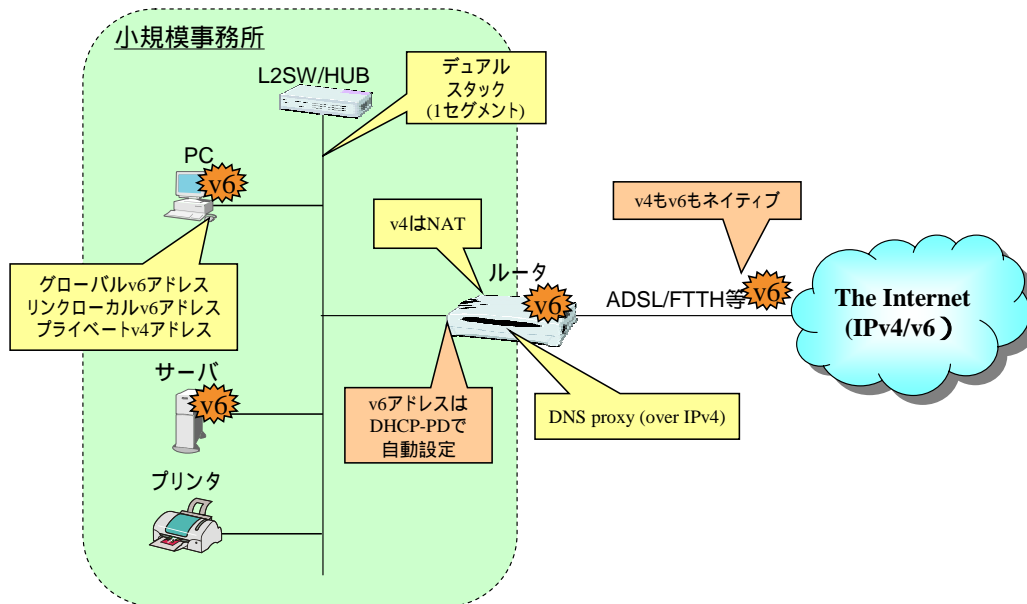 小規模事務所
L2SW/HUB
デュアル
スタック
(1セグメント)
PC
v6
v4はNAT
v4もv6もネイティブ
グローバルv6アドレス
リンクローカルv6アドレス
プライベートv4アドレス
ルータ
v6
ADSL/FTTH等
v6
The Internet
(IPv4/v6)
サーバ
v6
v6アドレスは
DHCP-PDで
自動設定
DNS proxy (over IPv4)
プリンタ